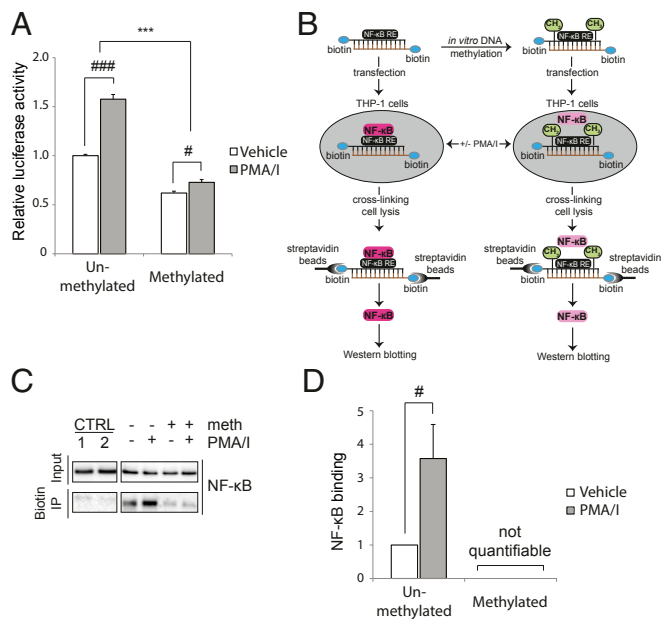 A
Relative luciferase activity
2.0
1.5
1.0
0.5
0
***
###
#
Vehicle
PMA/I
Un-
methylated
Methylated
B
NF-κB RE
biotin
biotin
in vitro DNA
methylation
CH3
CH3
NF-κB RE
biotin
biotin
transfection
transfection
THP-1 cells
THP-1 cells
NF-κB
NF-κB RE
biotin
+/- PMA/I
NF-κB
CH3
CH3
NF-κB RE
biotin
cross-linking
cell lysis
cross-linking
cell lysis
streptavidin
beads
NF-κB
NF-κB RE
biotin
biotin
streptavidin
beads
streptavidin
beads
NF-κB
CH3
CH3
NF-κB RE
biotin
biotin
streptavidin
beads
NF-κB
NF-κB
Western blotting
Western blotting
C
CTRL - - + + meth
1 2 - + - + PMA/I
Input
Biotin
IP
NF-κB
D
NF-κB binding
5
4
3
2
1
0
#
not
quantifiable
Vehicle
PMA/I
Un-
methylated
Methylated